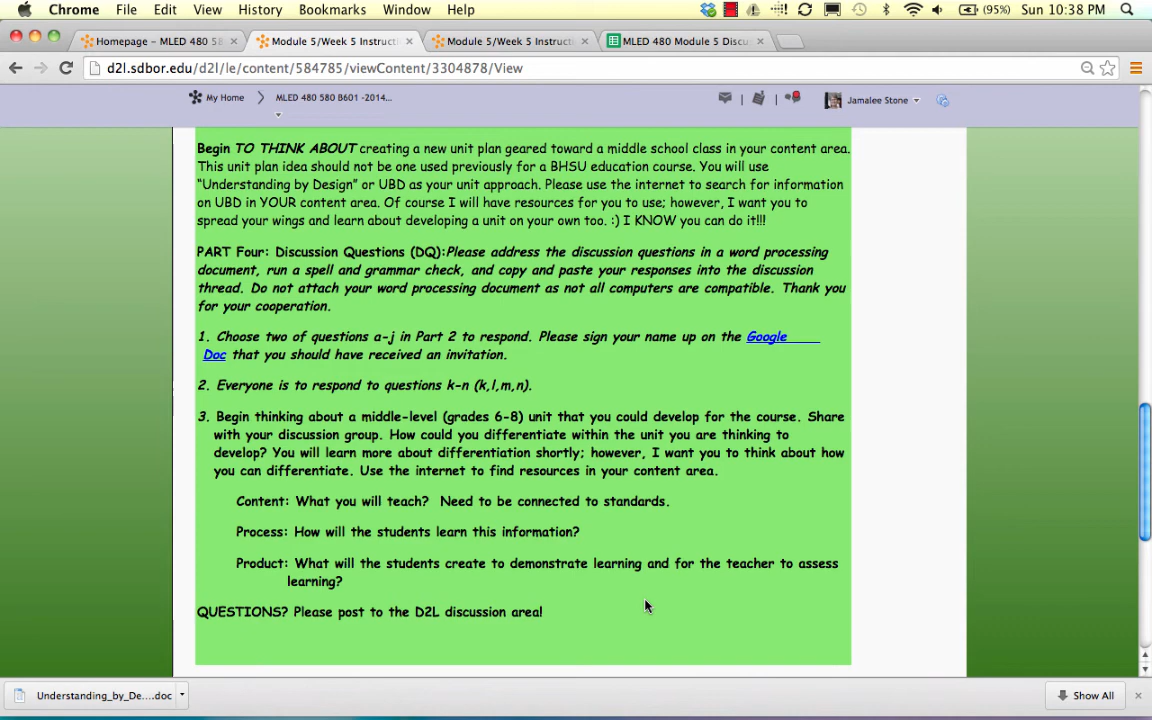 Chrome File Edit View History Bookmarks Window Help (95%) Sun 10:38 PM
Homepage – MLED 480 58 × Module 5/Week 5 Instructi × Module 5/Week 5 Instructi × MLED 480 Module 5 Discu ×
d2l.sdbor.edu/d2l/le/content/584785/viewContent/3304878/View
My Home MLED 480 580 B601 -2014... Jamalee Stone
Begin TO THINK ABOUT creating a new unit plan geared toward a middle school class in your content area.
This unit plan idea should not be one used previously for a BHSU education course. You will use
“Understanding by Design” or UBD as your unit approach. Please use the internet to search for information
on UBD in YOUR content area. Of course I will have resources for you to use; however, I want you to
spread your wings and learn about developing a unit on your own too. :) I KNOW you can do it!!!
PART Four: Discussion Questions (DQ):Please address the discussion questions in a word processing
document, run a spell and grammar check, and copy and paste your responses into the discussion
thread. Do not attach your word processing document as not all computers are compatible. Thank you
for your cooperation.
1. Choose two of questions a-j in Part 2 to respond. Please sign your name up on the Google
Doc that you should have received an invitation.
2. Everyone is to respond to questions k-n (k,l,m,n).
3. Begin thinking about a middle-level (grades 6-8) unit that you could develop for the course. Share
with your discussion group. How could you differentiate within the unit you are thinking to
develop? You will learn more about differentiation shortly; however, I want you to think about how
you can differentiate. Use the internet to find resources in your content area.
Content: What you will teach? Need to be connected to standards.
Process: How will the students learn this information?
Product: What will the students create to demonstrate learning and for the teacher to assess
learning?
QUESTIONS? Please post to the D2L discussion area!
Understanding_by_De....doc Show All ×